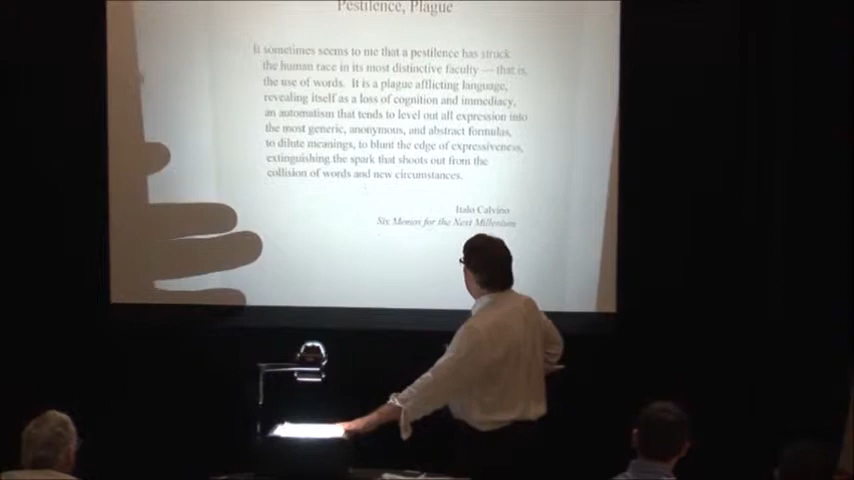 Pestilence, Plague
It sometimes seems to me that a pestilence has struck
the human race in its most distinctive faculty — that is,
the use of words. It is a plague afflicting language,
revealing itself as a loss of cognition and immediacy,
an automatism that tends to level out all expression into
the most generic, anonymous, and abstract formulas,
to dilute meanings, to blunt the edge of expressiveness,
extinguishing the spark that shoots out from the
collision of words and new circumstances.
Italo Calvino
Six Memos for the Next Millenium